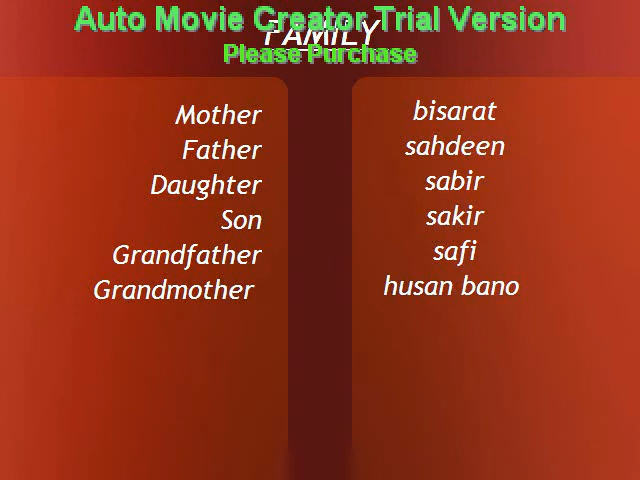 Auto Movie Creator Trial Version
FAMILY
Please Purchase
Mother bisarat
Father sahdeen
Daughter sabir
Son sakir
Grandfather safi
Grandmother husan bano